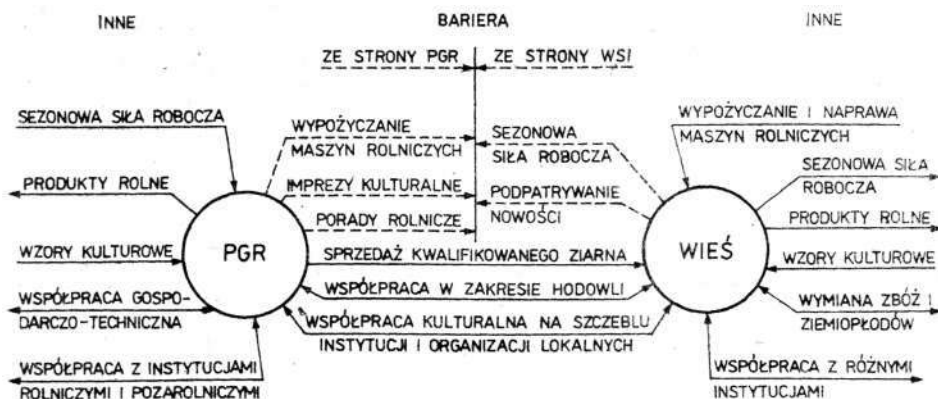 INNE
BARIERA
INNE
ZE STRONY PGR
ZE STRONY WSI
SEZONOWA SIŁA ROBOCZA
PRODUKTY ROLNE
WZORY KULTUROWE
WSPÓŁPRACA GOSPO-
DARCZO-TECHNICZNA
WSPÓŁPRACA Z INSTYTUCJAMI
ROLNICZYMI I POZAROLNICZYMI
PGR
WYPOŻYCZANIE
MASZYN ROLNICZYCH
IMPREZY KULTURALNE
PORADY ROLNICZE
SEZONOWA
SIŁA ROBOCZA
PODPATRYWANIE
NOWOŚCI
SPRZEDAŻ KWALIFIKOWANEGO ZIARNA
WSPÓŁPRACA W ZAKRESIE HODOWLI
WSPÓŁPRACA KULTURALNA NA SZCZEBLU
INSTYTUCJI I ORGANIZACJI LOKALNYCH
WIEŚ
WYPOŻYCZANIE I NAPRAWA
MASZYN ROLNICZYCH
SEZONOWA SIŁA
ROBOCZA
PRODUKTY ROLNE
WZORY KULTUROWE
WYMIANA ZBÓŻ I
ZIEMIOPŁODÓW
WSPÓŁPRACA Z RÓŻNYMI
INSTYTUCJAMI